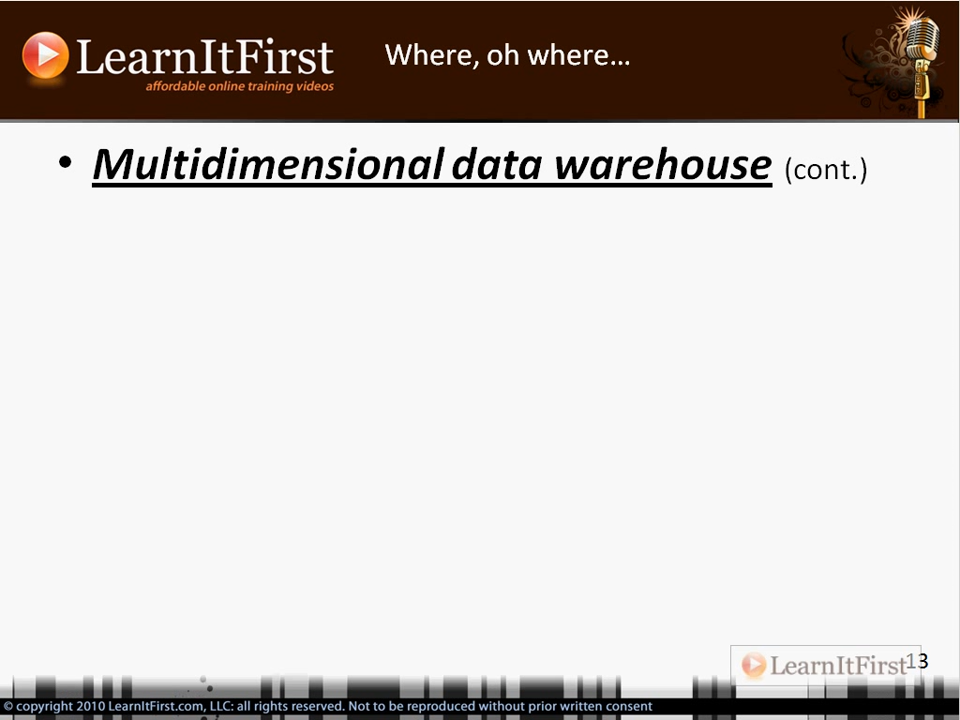 LearnItFirst
affordable online training videos
Where, oh where...
• Multidimensional data warehouse (cont.)
LearnItFirst
13
© copyright 2010 LearnItFirst.com, LLC: all rights reserved. Not to be reproduced without prior written consent